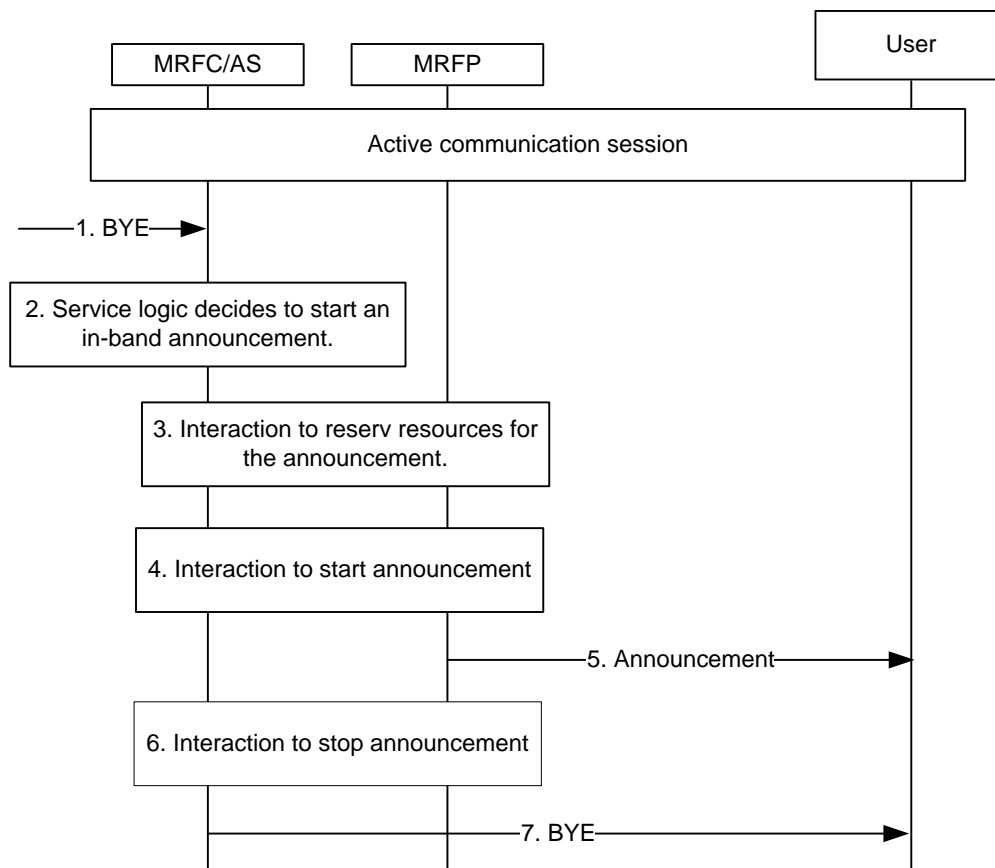 User
MRFC/AS
MRFP
Active communication session
1. BYE
2. Service logic decides to start an
in-band announcement.
3. Interaction to reserv resources for
the announcement.
4. Interaction to start announcement
5. Announcement
6. Interaction to stop announcement
7. BYE